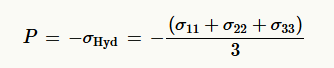 P = −σ_Hyd = −(σ₁₁ + σ₂₂ + σ₃₃)/3